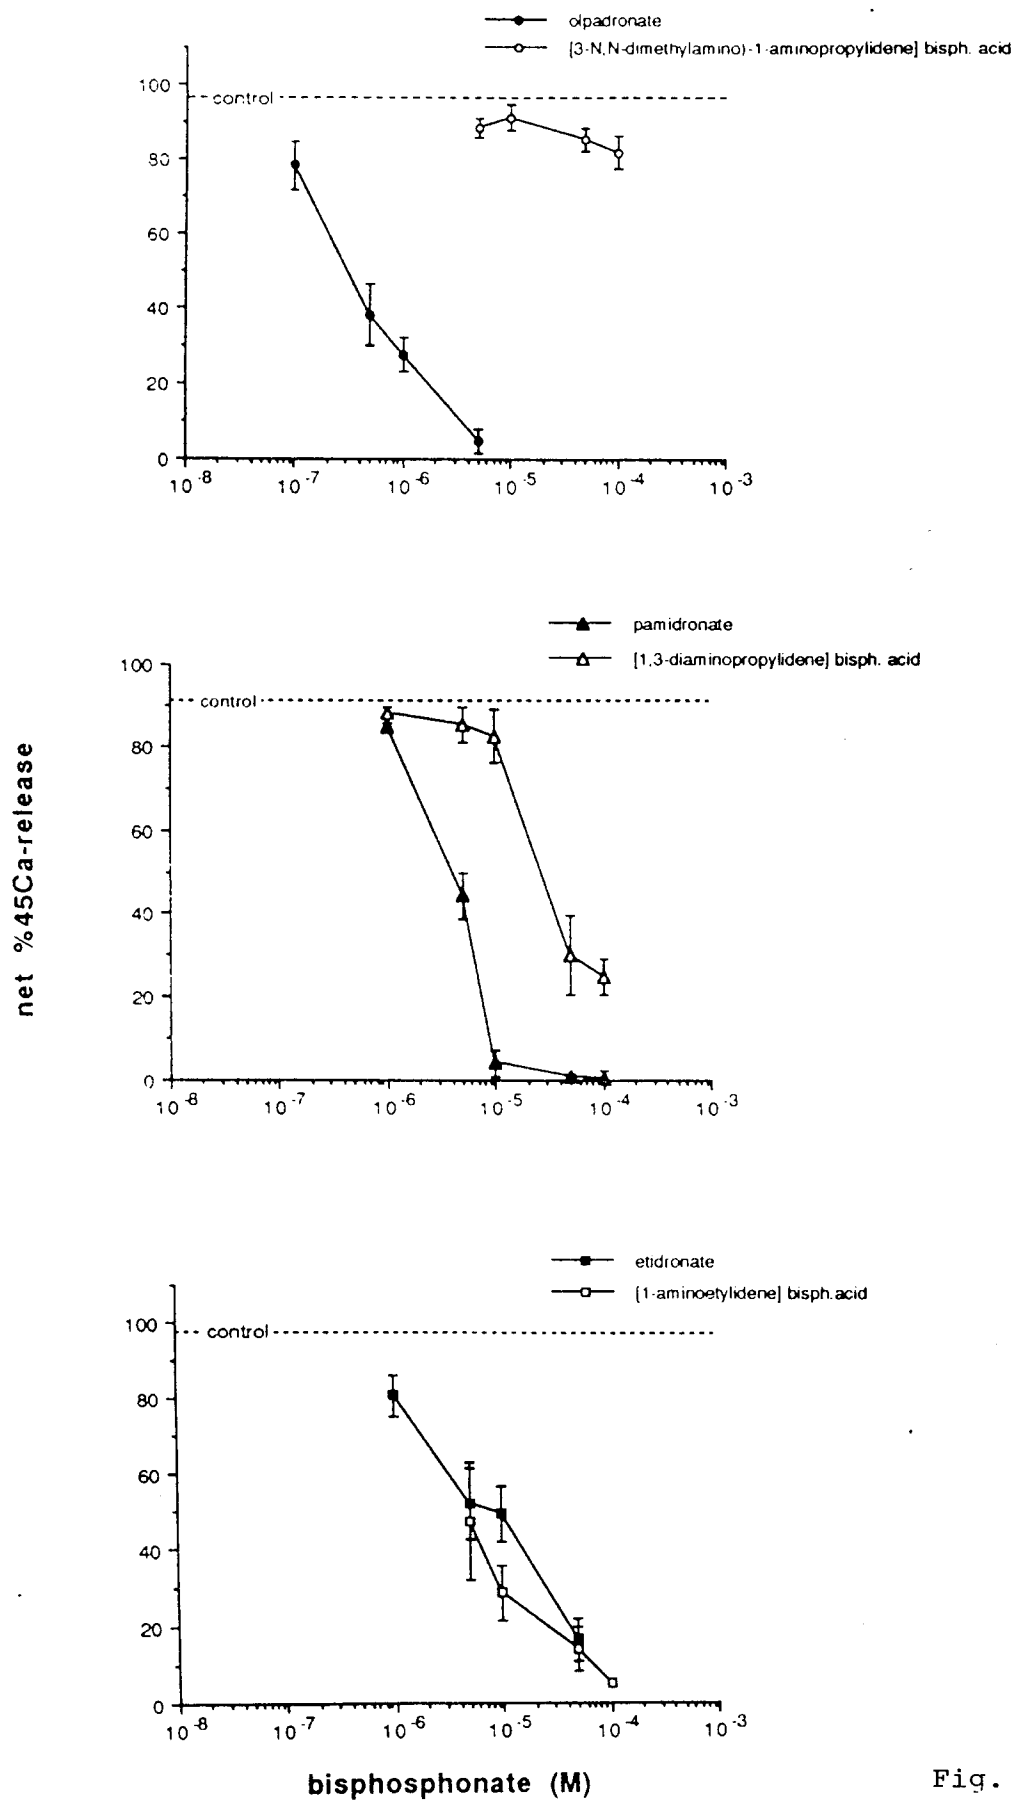 olpadronate
[3-N,N-dimethylamino)-1-aminopropylidene] bisph. acid
100
control
80
60
40
20
0
10-8 10-7 10-6 10-5 10-4 10-3
pamidronate
[1,3-diaminopropylidene] bisph. acid
100
control
80
60
40
20
0
10-8 10-7 10-6 10-5 10-4 10-3
net %45Ca-release
etidronate
[1-aminoetylidene] bisph.acid
100
control
80
60
40
20
0
10-8 10-7 10-6 10-5 10-4 10-3
bisphosphonate (M)
Fig.